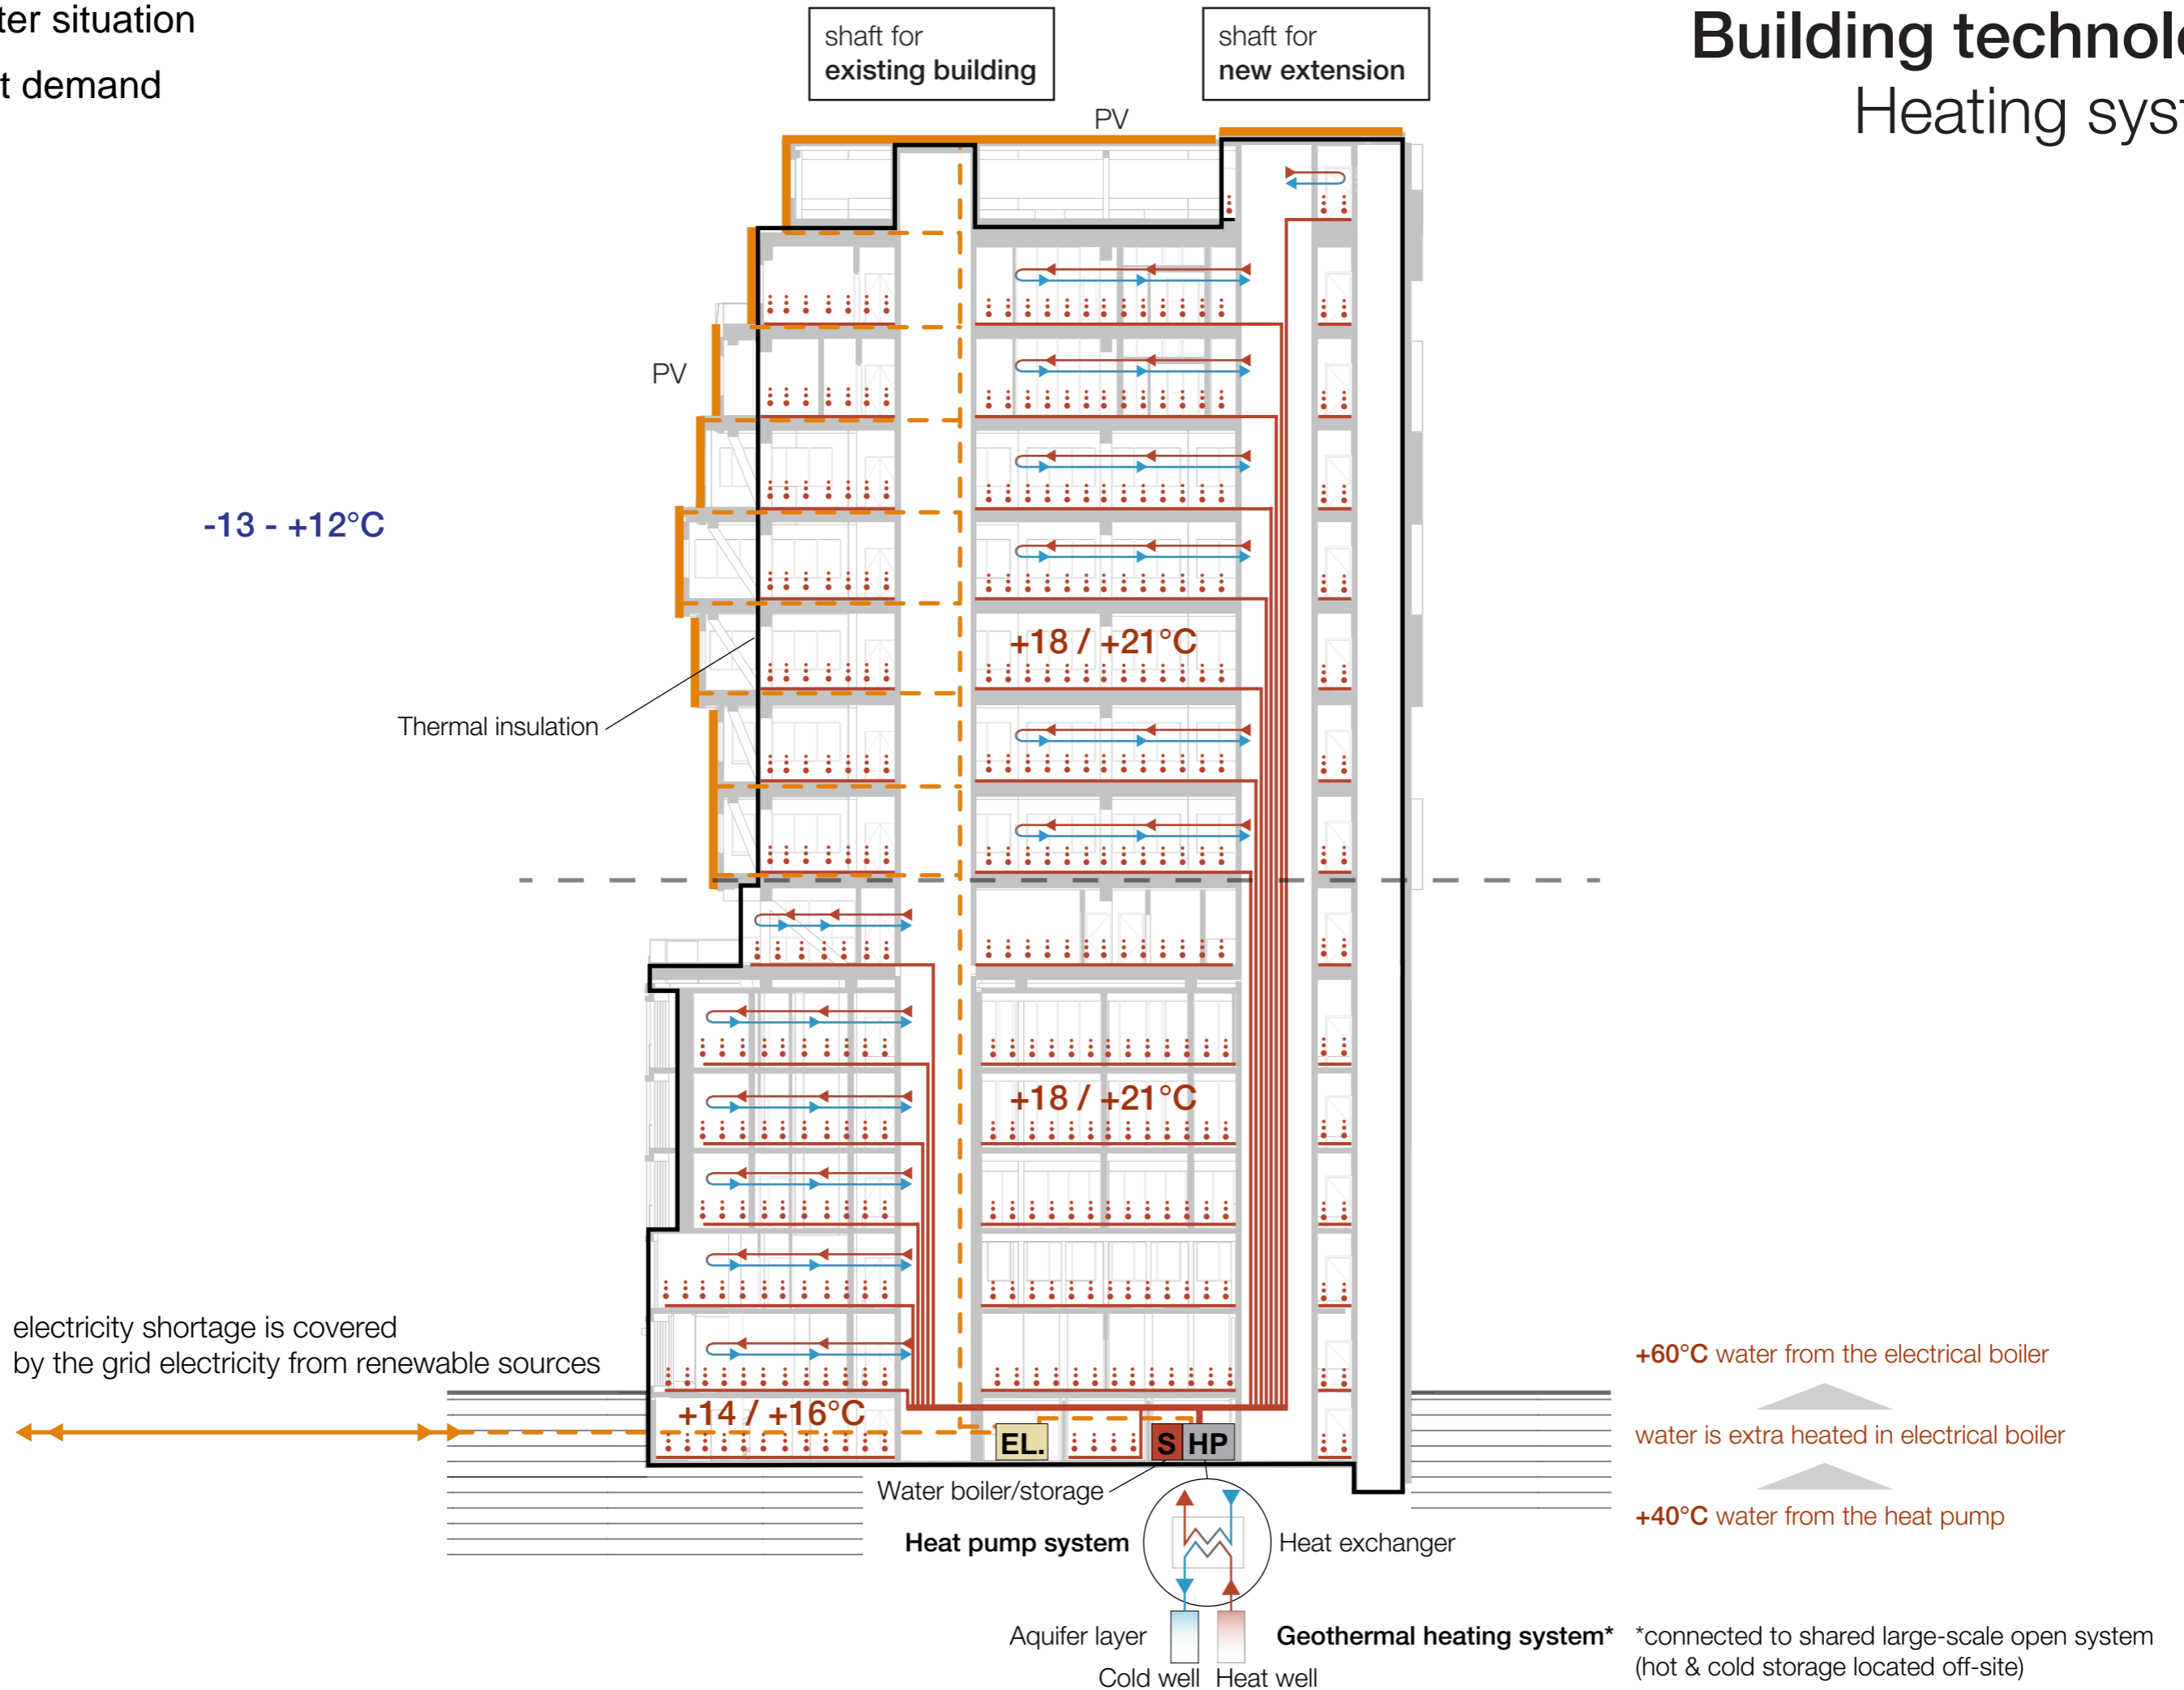 ter situation
t demand
shaft for
existing building
shaft for
new extension
Building technol
Heating sys
PV
PV
-13 - +12°C
+18 / +21°C
Thermal insulation
+18 / +21°C
electricity shortage is covered
by the grid electricity from renewable sources
+14 / +16°C
EL.
S HP
+60°C water from the electrical boiler
water is extra heated in electrical boiler
+40°C water from the heat pump
Water boiler/storage
Heat pump system
Heat exchanger
Aquifer layer
Geothermal heating system*
Cold well Heat well
*connected to shared large-scale open system
(hot & cold storage located off-site)